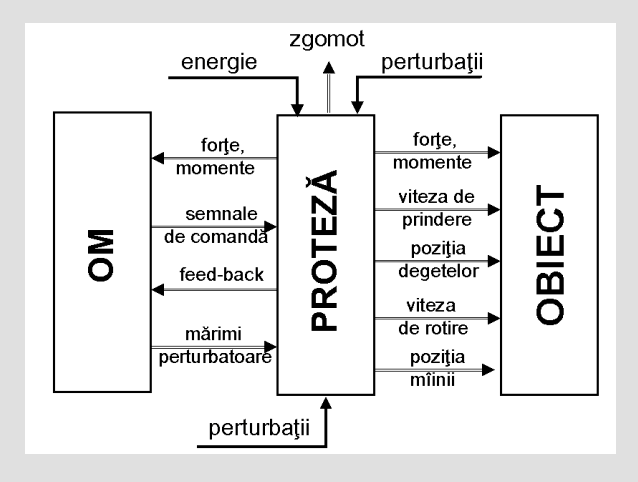 zgomot
energie
perturbaţii
OM
forţe,
momente
semnale
de comandă
feed-back
mărimi
perturbatoare
PROTEZĂ
forţe,
momente
viteza de
prindere
poziţia
degetelor
viteza
de rotire
poziţia
mîinii
OBIECT
perturbaţii